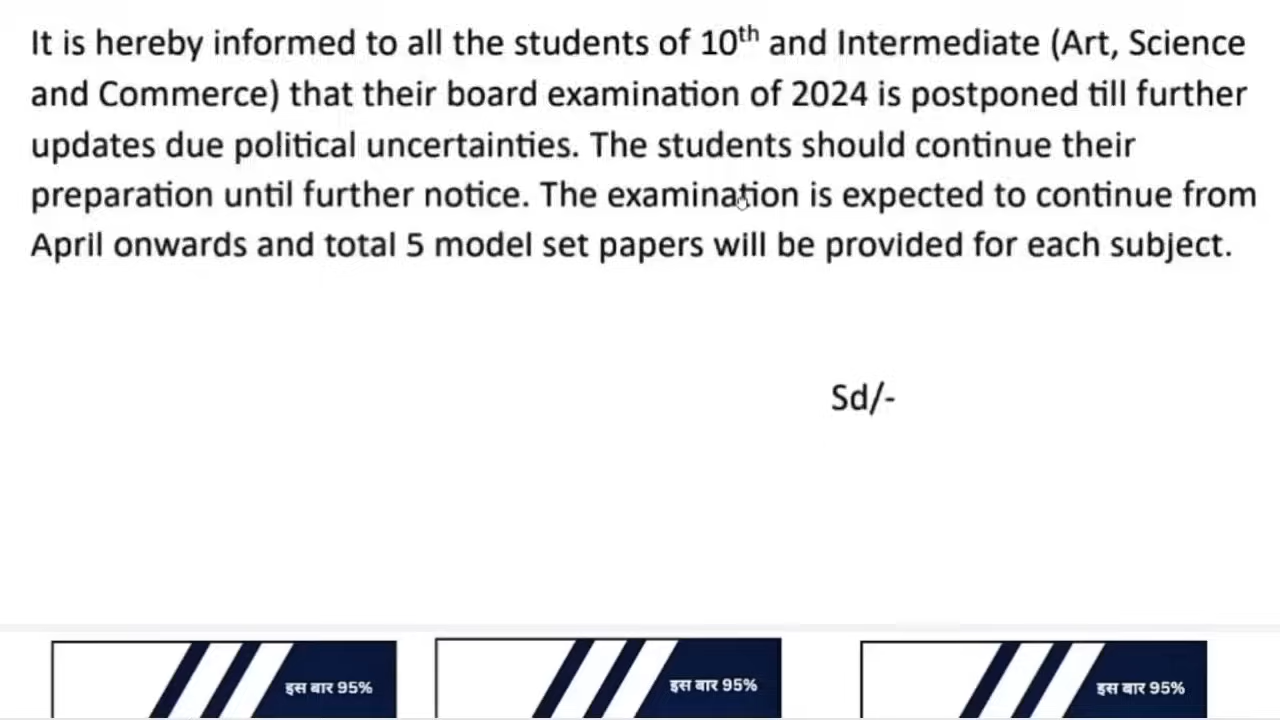 It is hereby informed to all the students of 10th and Intermediate (Art, Science
and Commerce) that their board examination of 2024 is postponed till further
updates due political uncertainties. The students should continue their
preparation until further notice. The examination is expected to continue from
April onwards and total 5 model set papers will be provided for each subject.
Sd/-
इस बार 95%
इस बार 95%
इस बार 95%